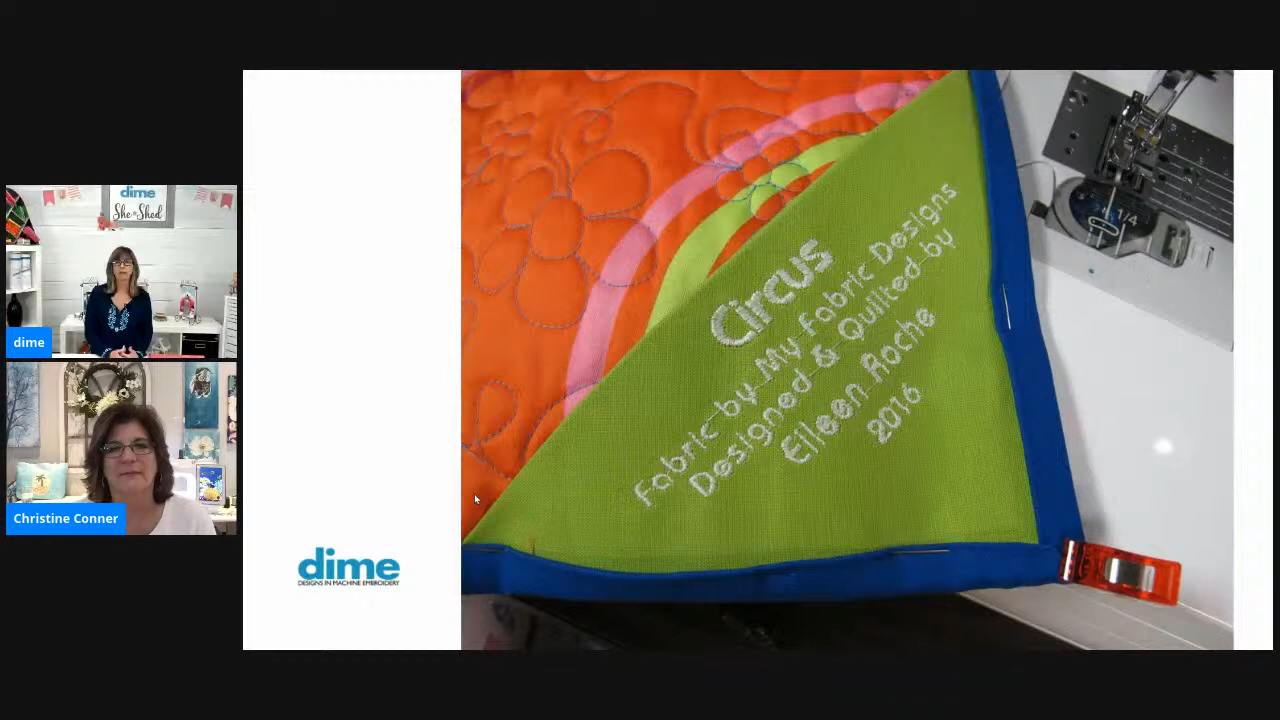 dime
She Shed
dime
Christine Conner
dime
DESIGNS IN MACHINE EMBROIDERY
Circus
Fabric by My Fabric Designs
Designed & Quilted by
Eileen Roche
2016
1/4